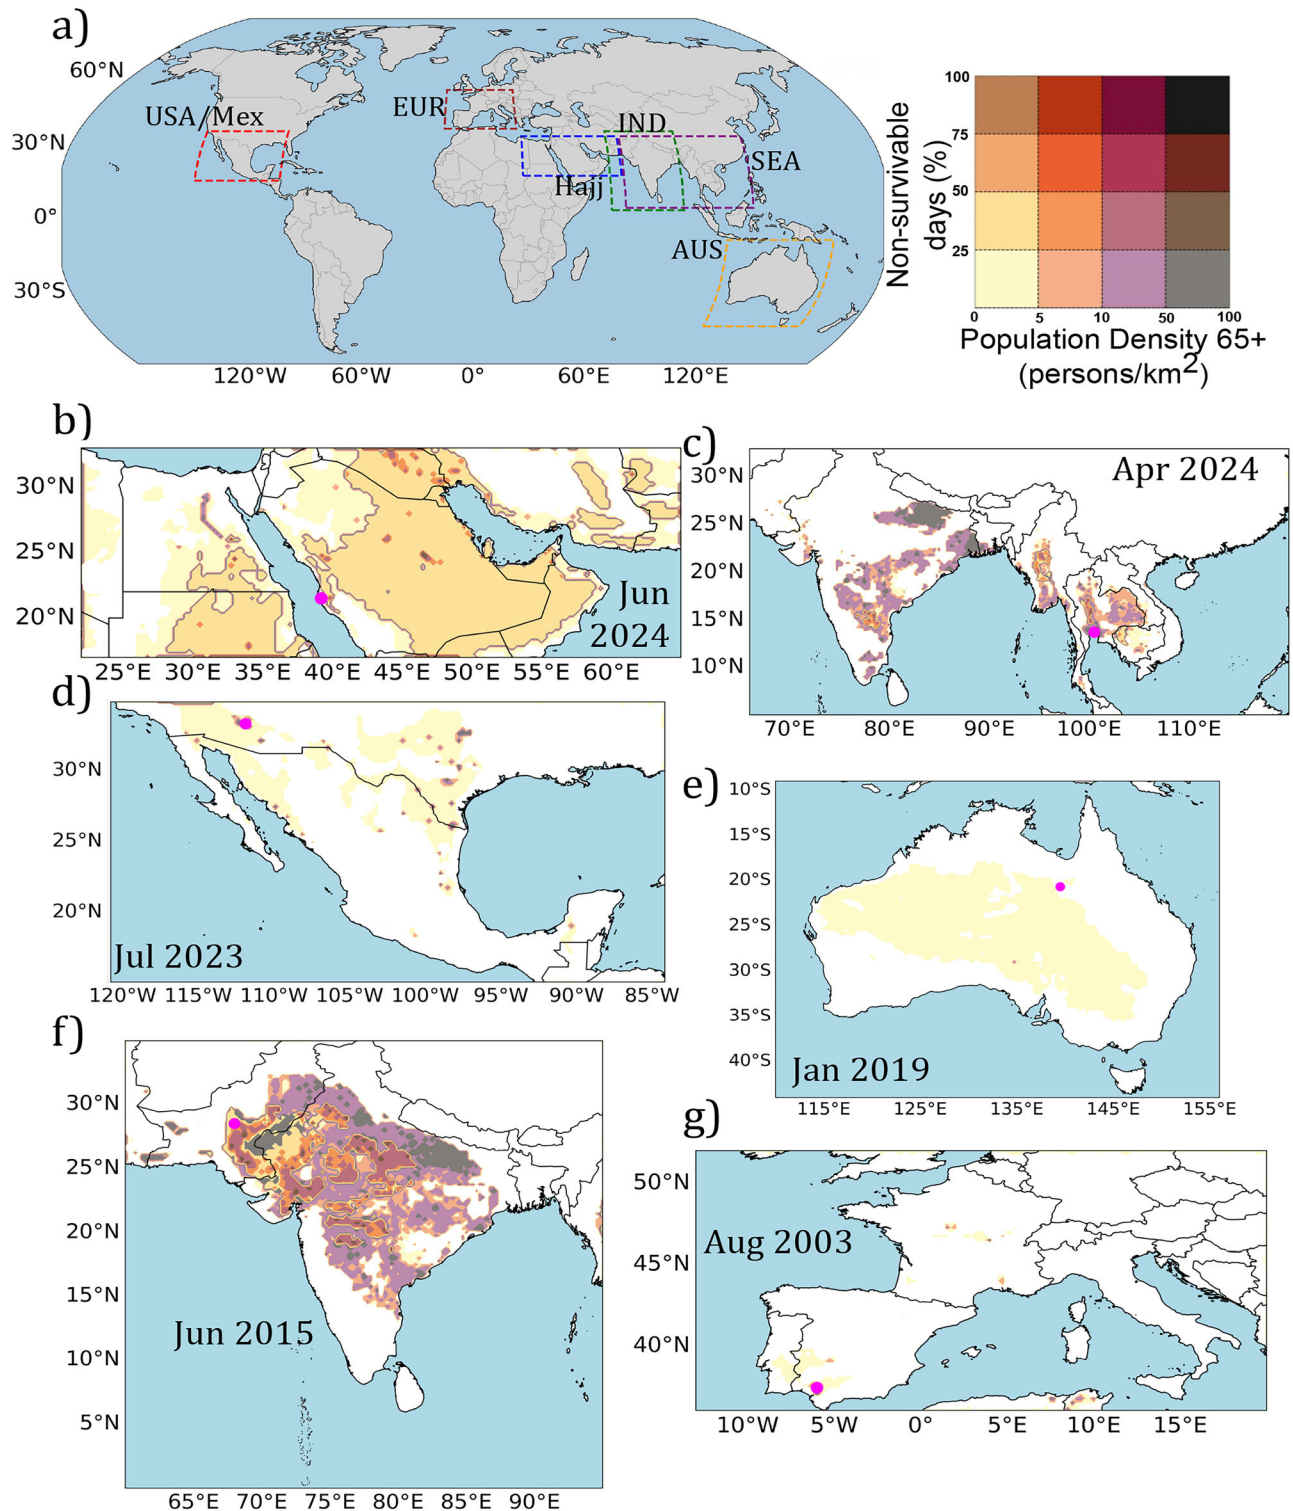 a)
60°N
30°N
0°
30°S
120°W 60°W 0° 60°E 120°E
USA/Mex
EUR
IND
Hajj
SEA
AUS
Non-survivable
days (%)
100
75
50
25
0 5 10 50 100
Population Density 65+
(persons/km²)
b)
30°N
25°N
20°N
25°E 30°E 35°E 40°E 45°E 50°E 55°E 60°E
Jun
2024
c)
Apr 2024
30°N
25°N
20°N
15°N
10°N
70°E 80°E 90°E 100°E 110°E
d)
30°N
25°N
20°N
Jul 2023
120°W 115°W 110°W 105°W 100°W 95°W 90°W 85°W
e)
10°S
15°S
20°S
25°S
30°S
35°S
40°S
Jan 2019
115°E 125°E 135°E 145°E 155°E
f)
30°N
25°N
20°N
15°N
10°N
5°N
Jun 2015
65°E 70°E 75°E 80°E 85°E 90°E
g)
50°N
45°N
40°N
Aug 2003
10°W 5°W 0° 5°E 10°E 15°E